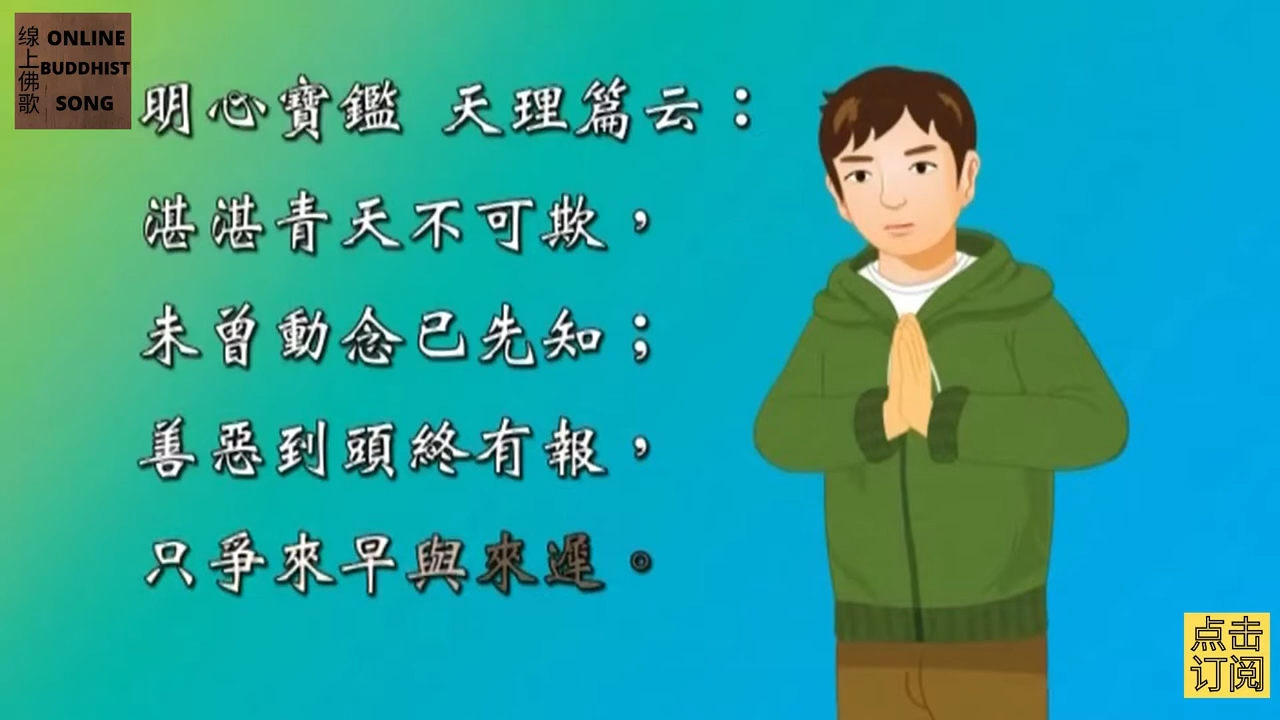 线上佛歌
ONLINE
BUDDHIST
SONG
明心寶鑑 天理篇云：
湛湛青天不可欺，
未曾動念已先知；
善惡到頭終有報，
只爭來早與來遲。
点击
订阅